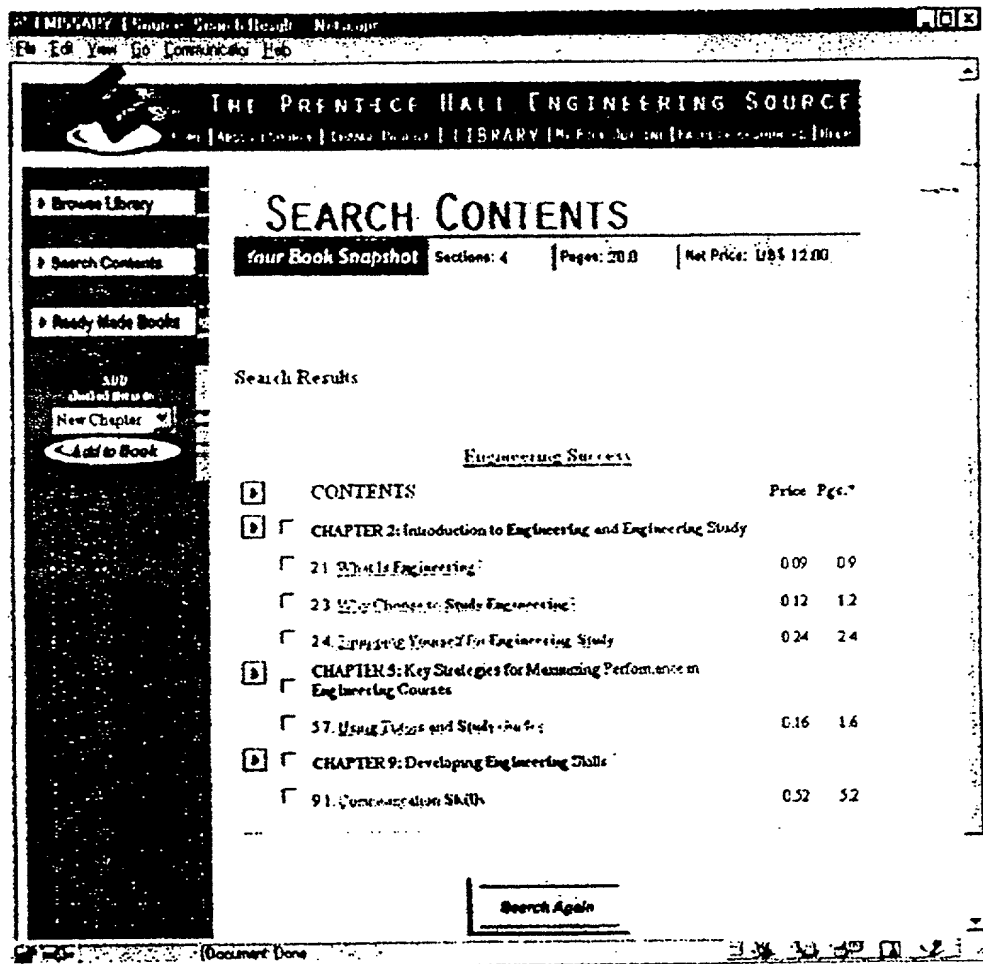 EMISSARY ESource Search Result - Netscape
File Edit View Go Communicator Help
THE PRENTICE HALL ENGINEERING SOURCE
LIBRARY
Browse Library
Search Contents
Ready Made Books
ADD
New Chapter
Add to Book
SEARCH CONTENTS
Your Book Snapshot Sections: 4 Pages: 20.0 Net Price: US$ 12.00
Search Results
Engineering Success
CONTENTS Price Pgs.*
CHAPTER 2: Introduction to Engineering and Engineering Study
2.1. What Is Engineering? 0.09 0.9
2.3. Why Choose to Study Engineering? 0.12 1.2
2.4. Yourself for Engineering Study 0.24 2.4
CHAPTER 5: Key Strategies for Maximizing Performance in
Engineering Courses
5.7. Using Tutors and Study 0.16 1.6
CHAPTER 9: Developing Engineering Skills
9.1. Communication Skills 0.52 5.2
Search Again
Document: Done